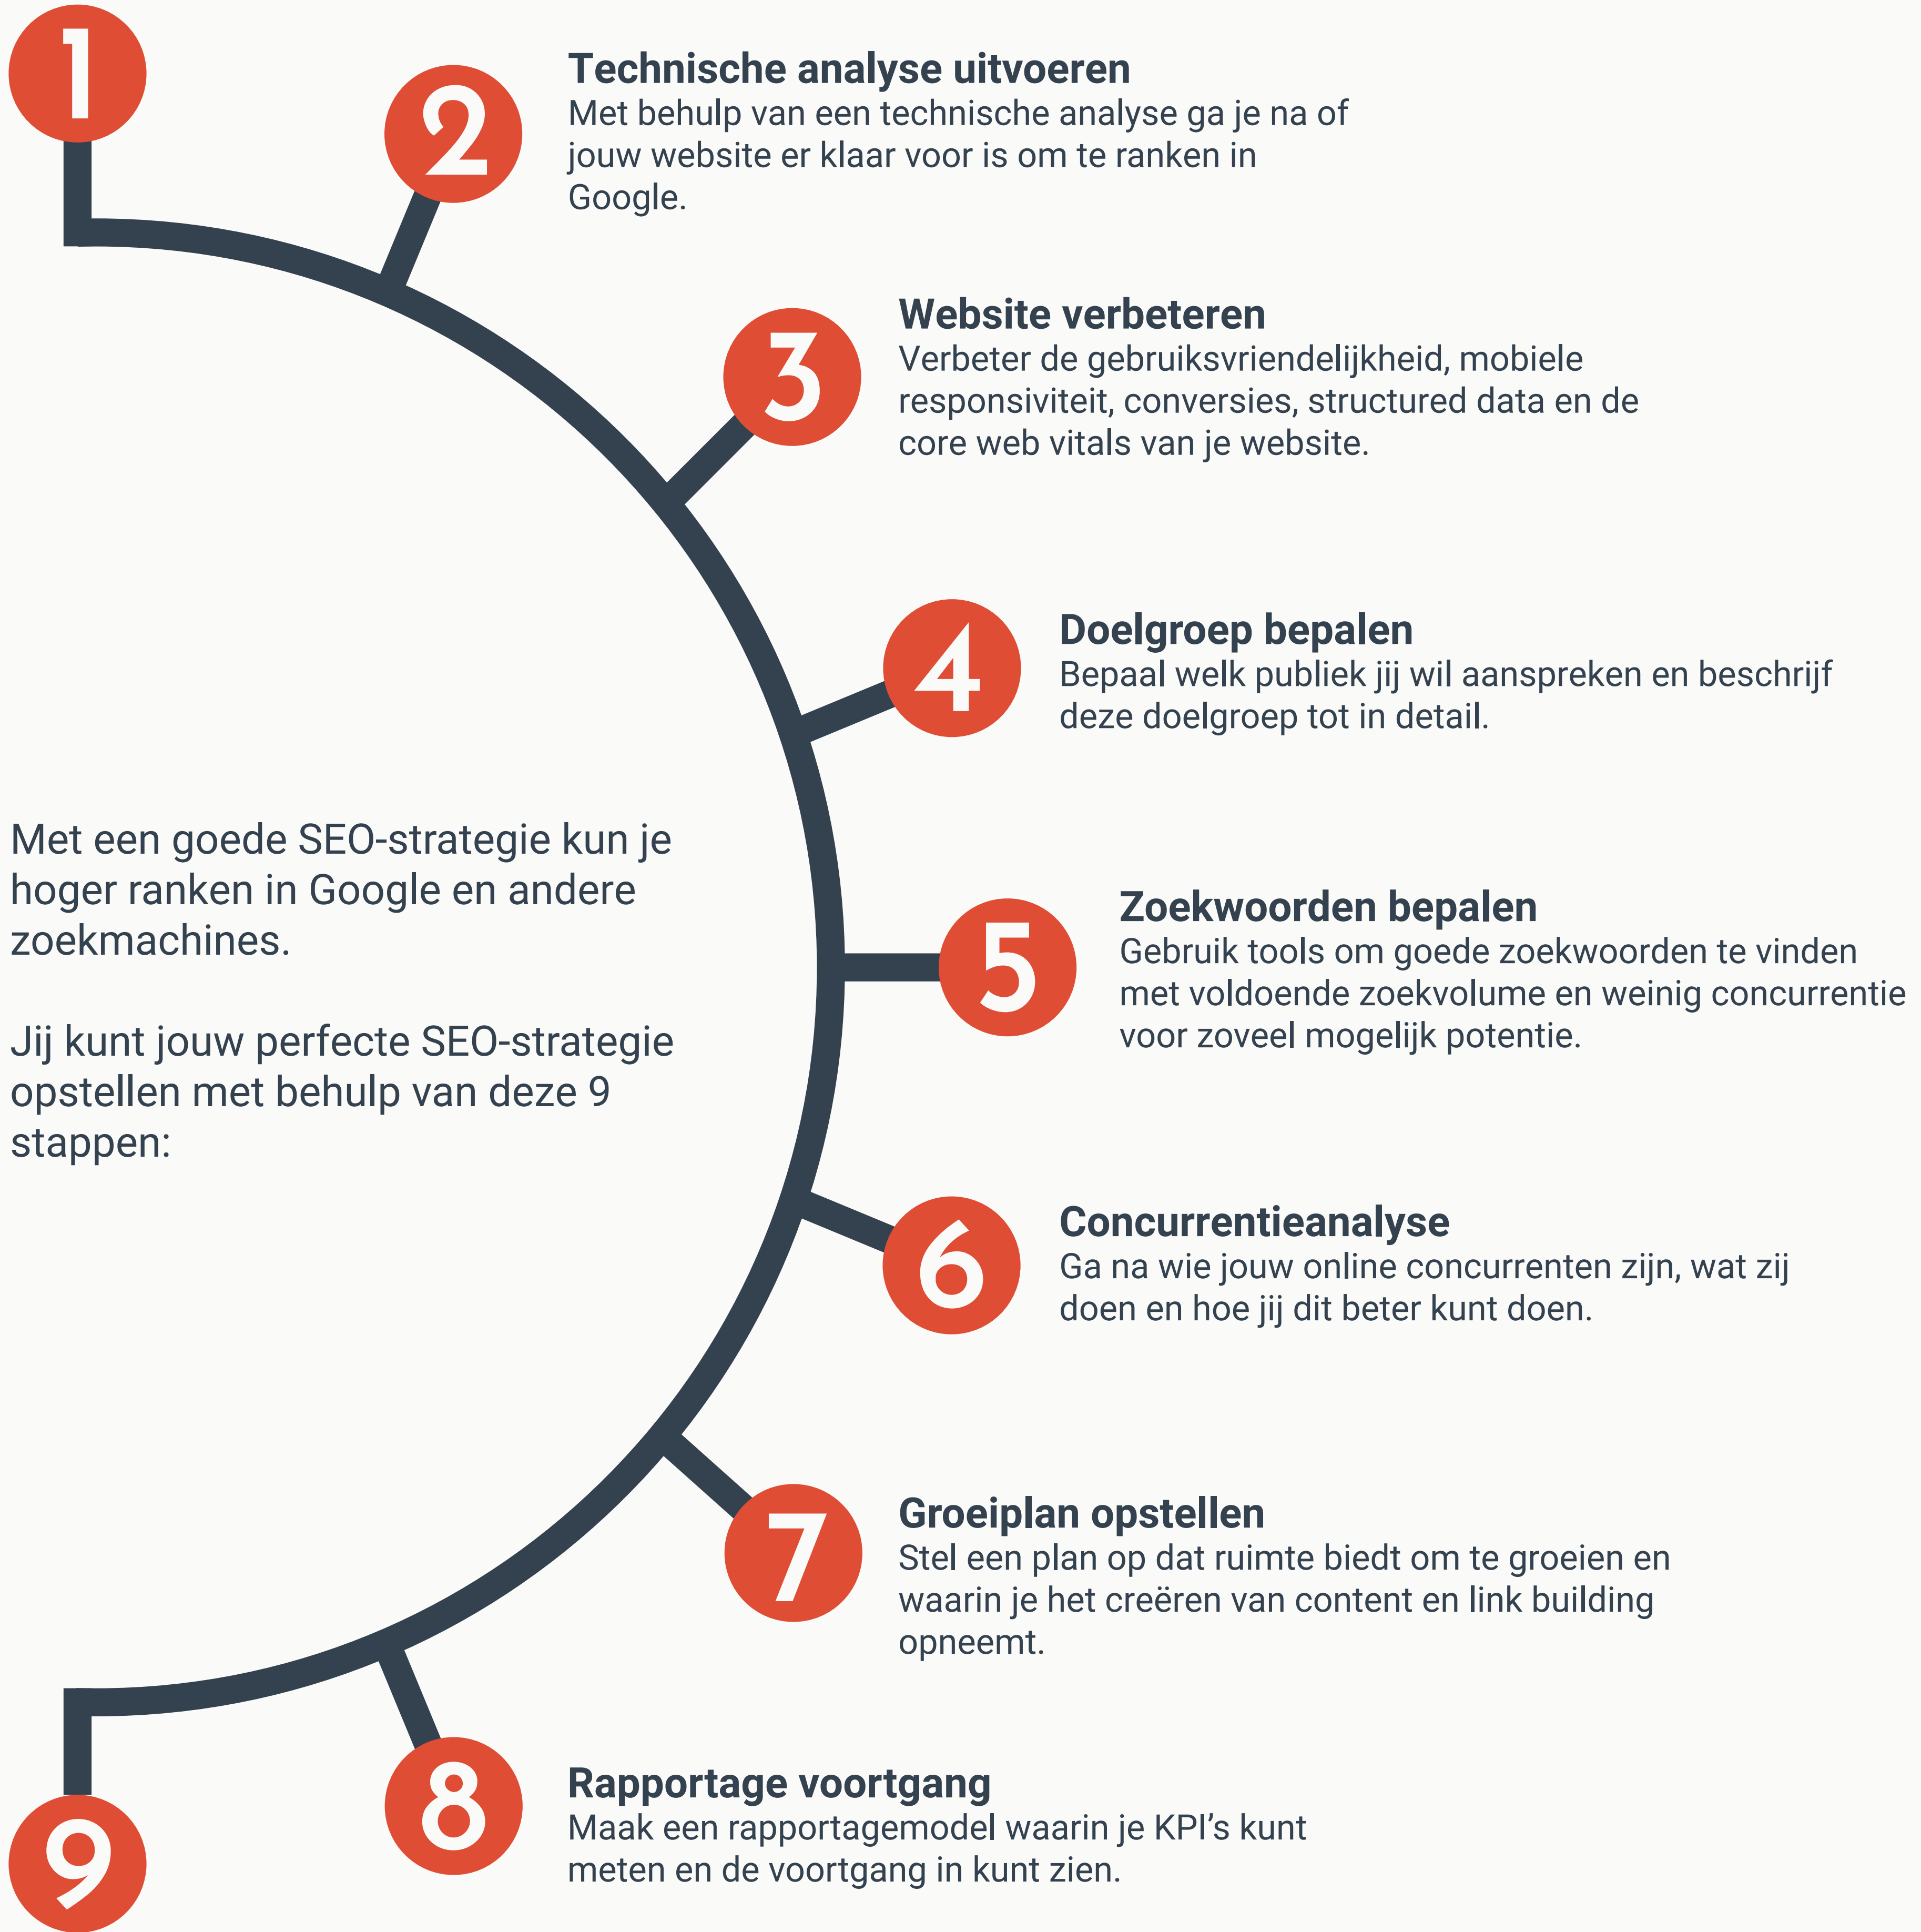 1
2
Technische analyse uitvoeren
Met behulp van een technische analyse ga je na of
jouw website er klaar voor is om te ranken in
Google.
3
Website verbeteren
Verbeter de gebruiksvriendelijkheid, mobiele
responsiviteit, conversies, structured data en de
core web vitals van je website.
4
Doelgroep bepalen
Bepaal welk publiek jij wil aanspreken en beschrijf
deze doelgroep tot in detail.
Met een goede SEO-strategie kun je
hoger ranken in Google en andere
zoekmachines.
Jij kunt jouw perfecte SEO-strategie
opstellen met behulp van deze 9
stappen:
5
Zoekwoorden bepalen
Gebruik tools om goede zoekwoorden te vinden
met voldoende zoekvolume en weinig concurrentie
voor zoveel mogelijk potentie.
6
Concurrentieanalyse
Ga na wie jouw online concurrenten zijn, wat zij
doen en hoe jij dit beter kunt doen.
7
Groeiplan opstellen
Stel een plan op dat ruimte biedt om te groeien en
waarin je het creëren van content en link building
opneemt.
8
Rapportage voortgang
Maak een rapportagemodel waarin je KPI's kunt
meten en de voortgang in kunt zien.
9